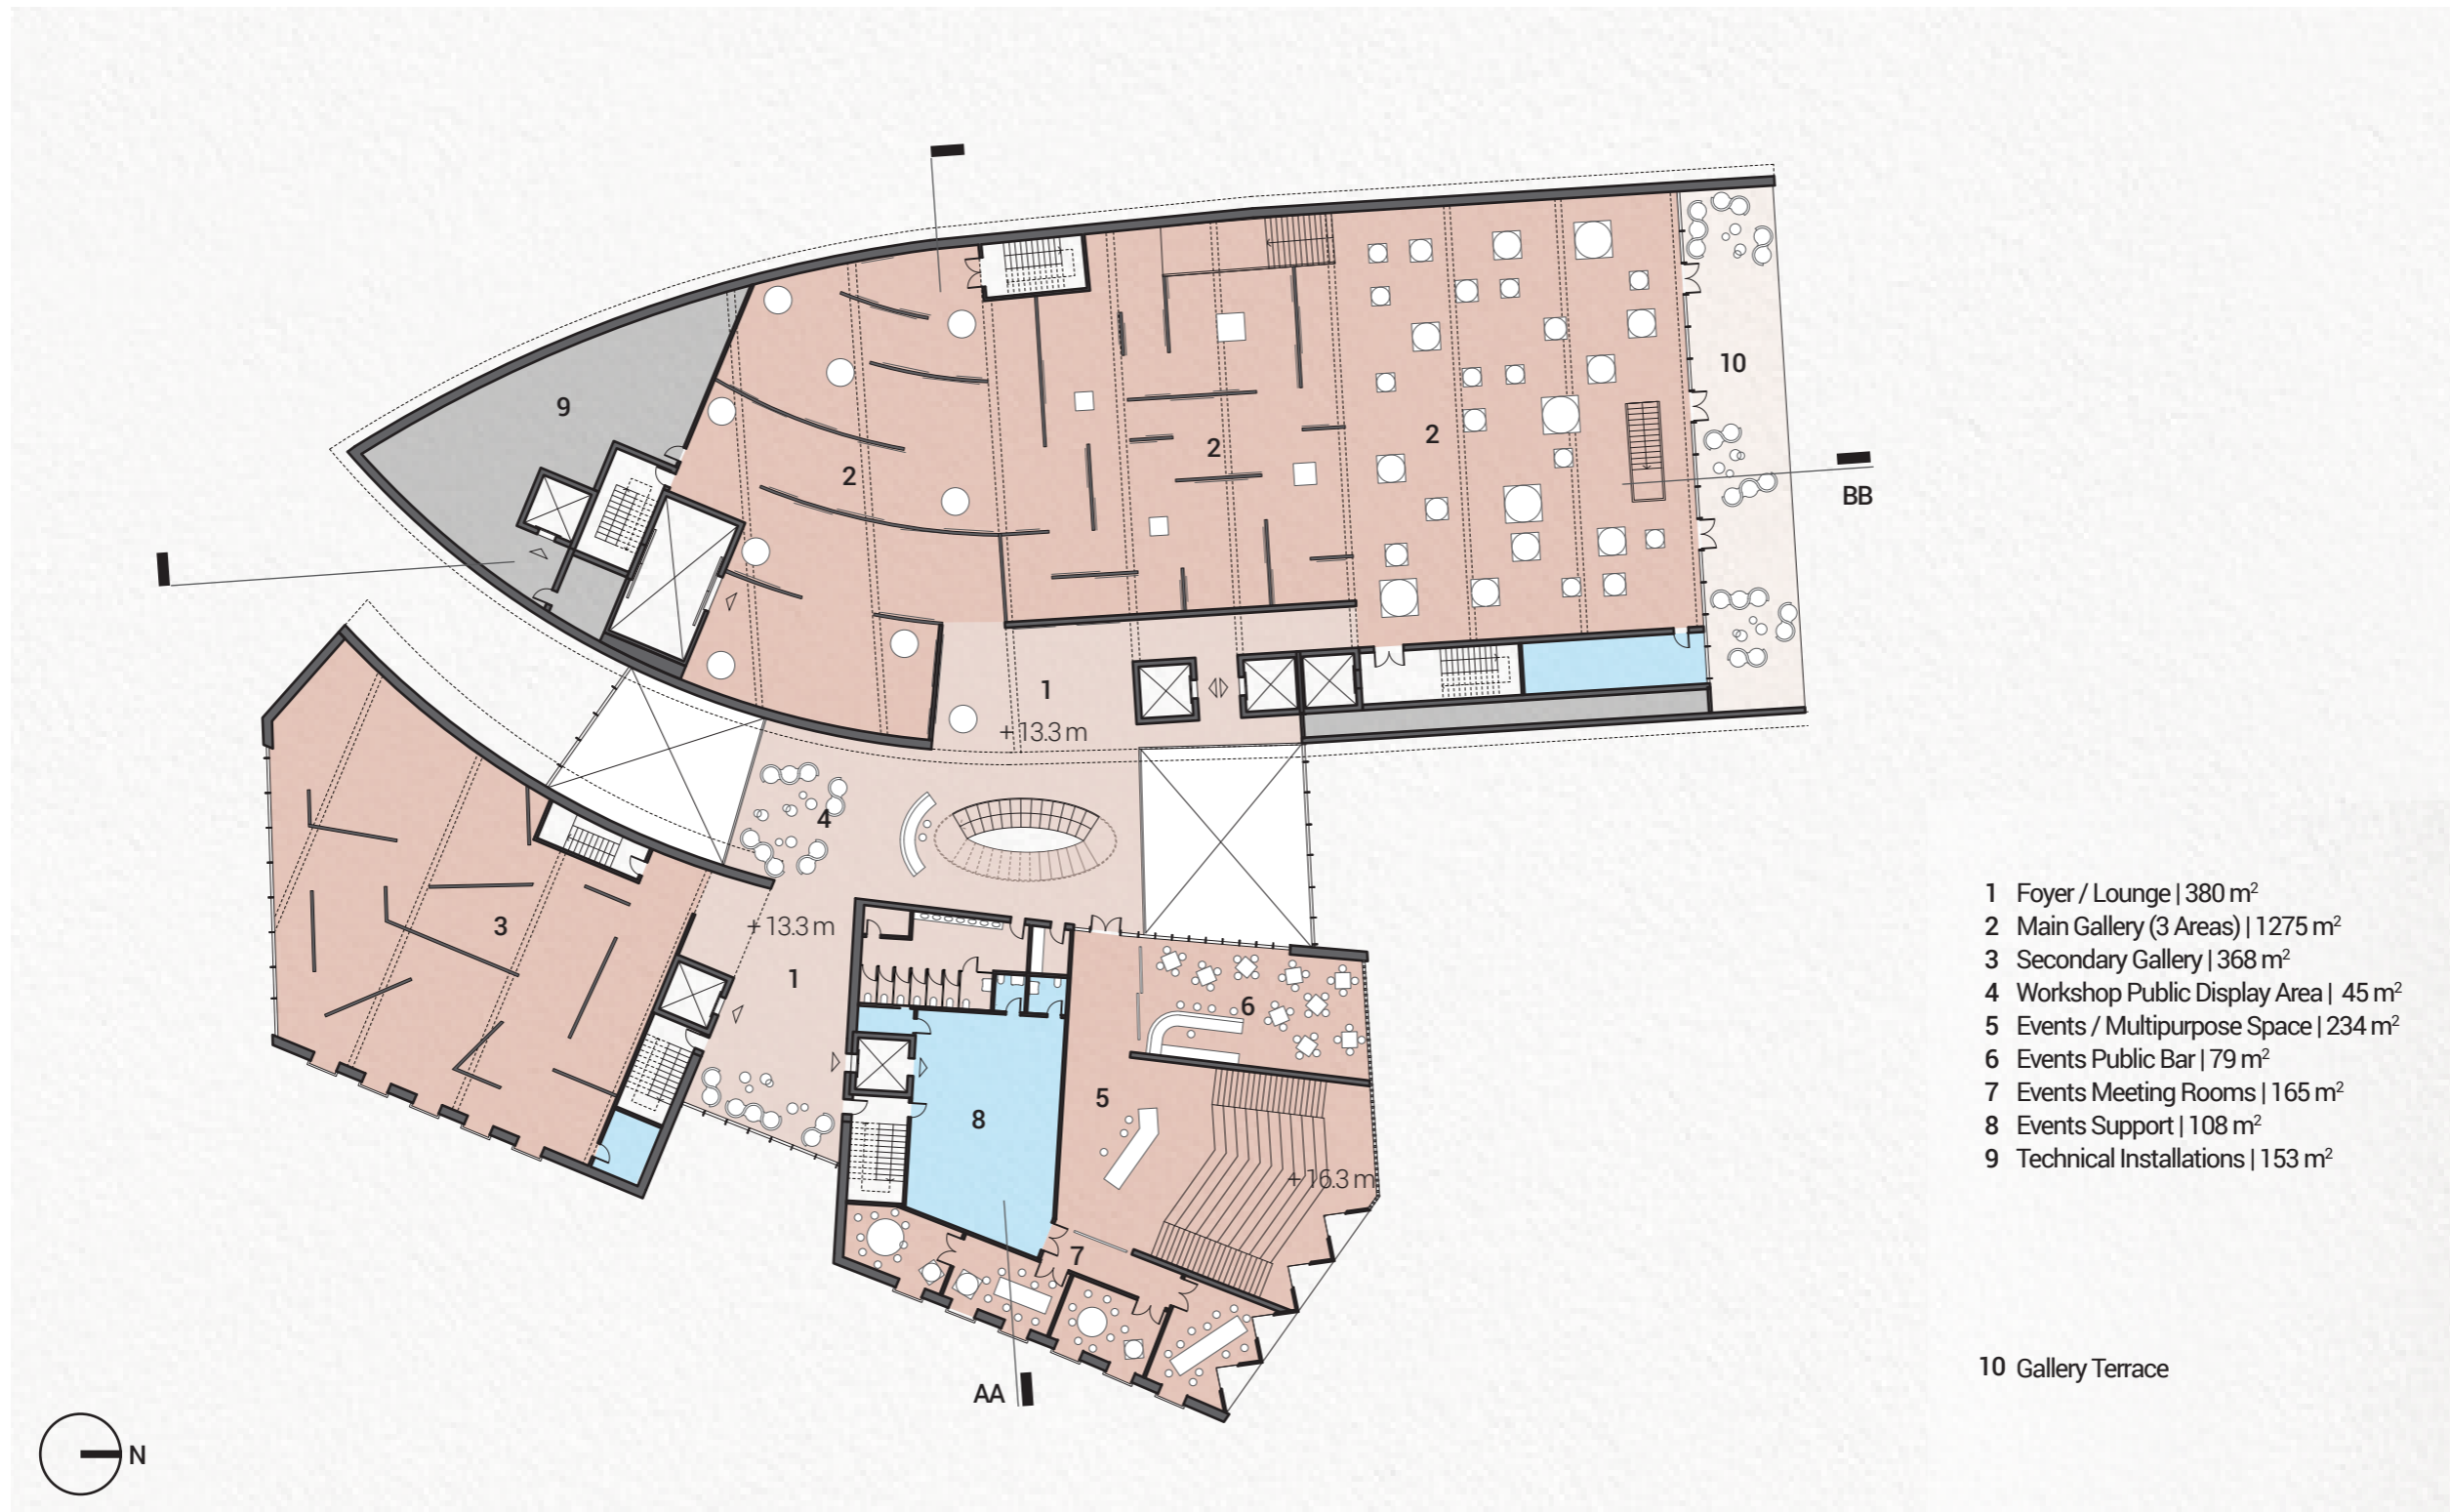 9
2
2
2
10
BB
1
+ 13.3 m
4
3
+ 13.3 m
1
6
5
8
+ 16.3 m
7
AA
N
1 Foyer / Lounge | 380 m²
2 Main Gallery (3 Areas) | 1275 m²
3 Secondary Gallery | 368 m²
4 Workshop Public Display Area | 45 m²
5 Events / Multipurpose Space | 234 m²
6 Events Public Bar | 79 m²
7 Events Meeting Rooms | 165 m²
8 Events Support | 108 m²
9 Technical Installations | 153 m²
10 Gallery Terrace